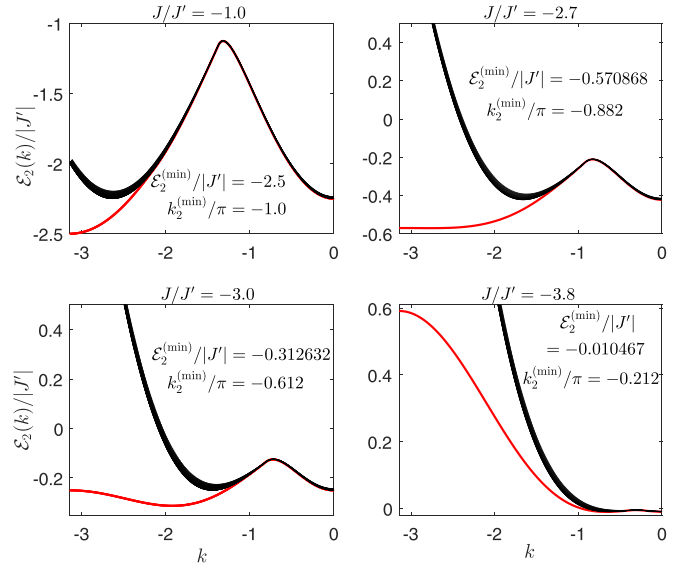 J/J′ = −1.0
-1
-1.5
-2
-2.5
ℰ₂(k)/|J′|
ℰ₂^(min)/|J′| = −2.5
k₂^(min)/π = −1.0
-3 -2 -1 0
J/J′ = −2.7
0.4
0.2
0
-0.2
-0.4
-0.6
ℰ₂^(min)/|J′| = −0.570868
k₂^(min)/π = −0.882
-3 -2 -1 0
J/J′ = −3.0
0.4
0.2
0
-0.2
ℰ₂(k)/|J′|
ℰ₂^(min)/|J′| = −0.312632
k₂^(min)/π = −0.612
-3 -2 -1 0
k
J/J′ = −3.8
0.6
0.4
0.2
0
ℰ₂^(min)/|J′|
= −0.010467
k₂^(min)/π = −0.212
-3 -2 -1 0
k